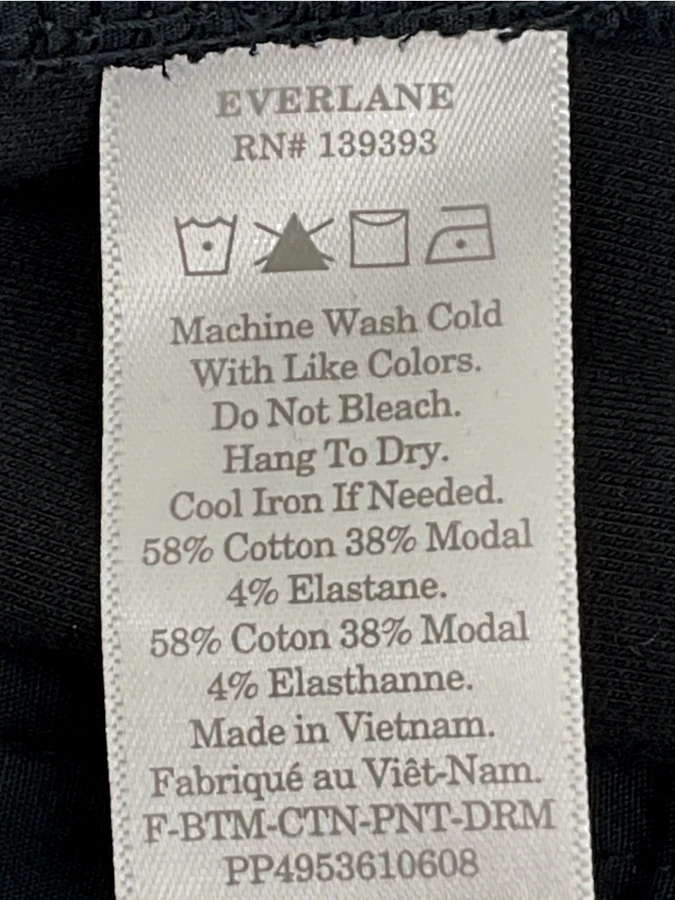 EVERLANE
RN# 139393
Machine Wash Cold
With Like Colors.
Do Not Bleach.
Hang To Dry.
Cool Iron If Needed.
58% Cotton 38% Modal
4% Elastane.
58% Coton 38% Modal
4% Elasthanne.
Made in Vietnam.
Fabriqué au Viêt-Nam.
F-BTM-CTN-PNT-DRM
PP4953610608